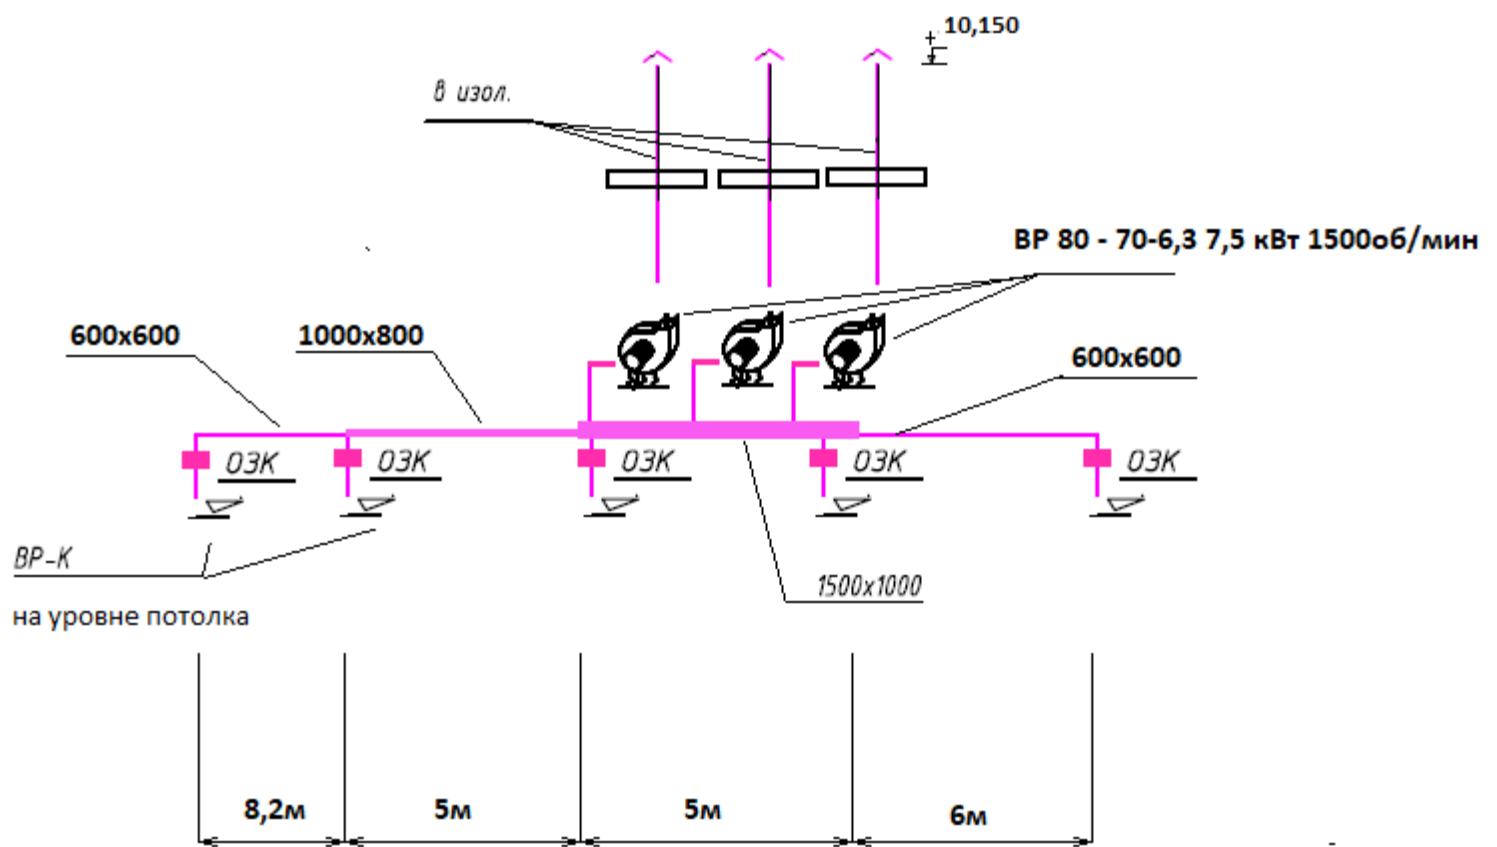 + 10,150
в изол.
ВР 80 - 70-6,3 7,5 кВт 1500об/мин
600х600
1000х800
600х600
ОЗК
ОЗК
ОЗК
ОЗК
ОЗК
ВР-К
1500х1000
на уровне потолка
8,2м
5м
5м
6м